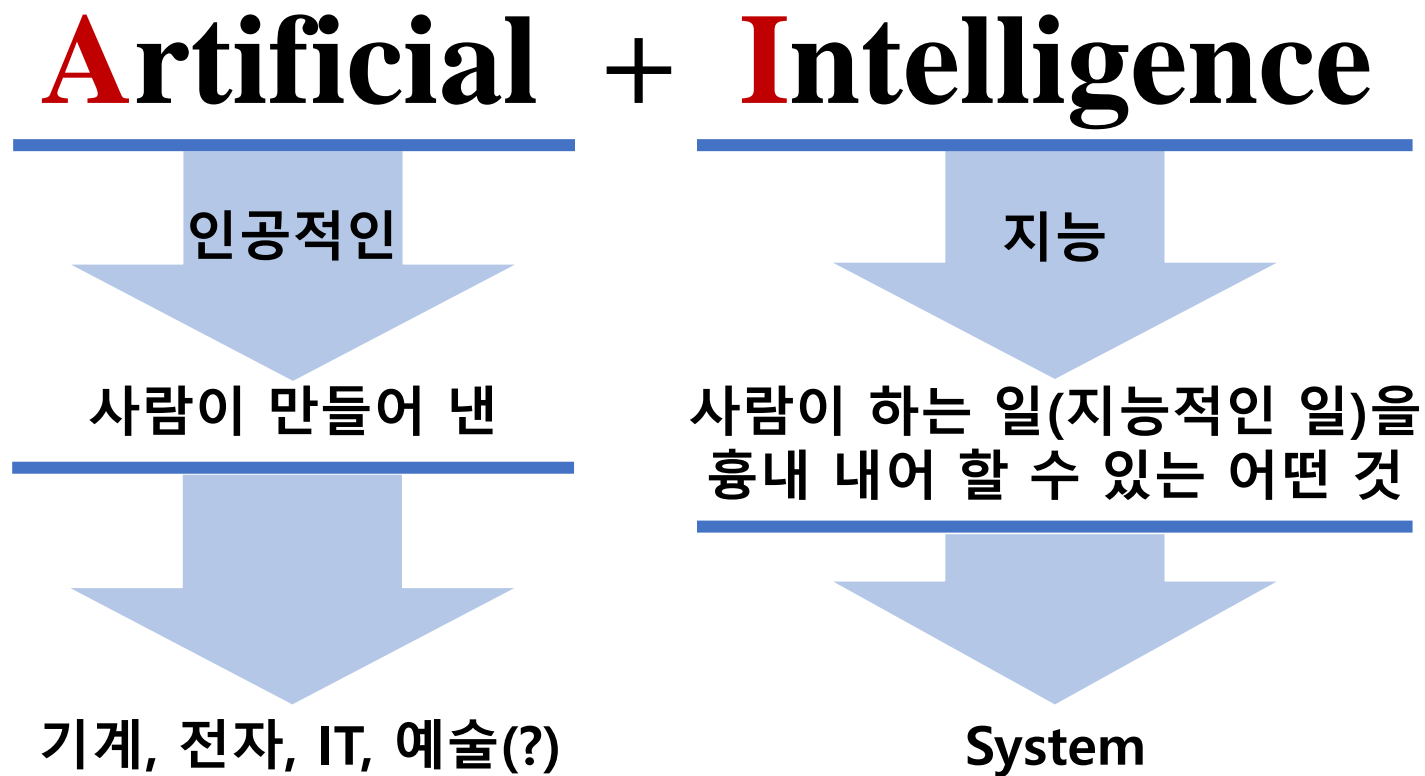 Artificial + Intelligence
인공적인
지능
사람이 만들어 낸
사람이 하는 일(지능적인 일)을
흉내 내어 할 수 있는 어떤 것
기계, 전자, IT, 예술(?)
System